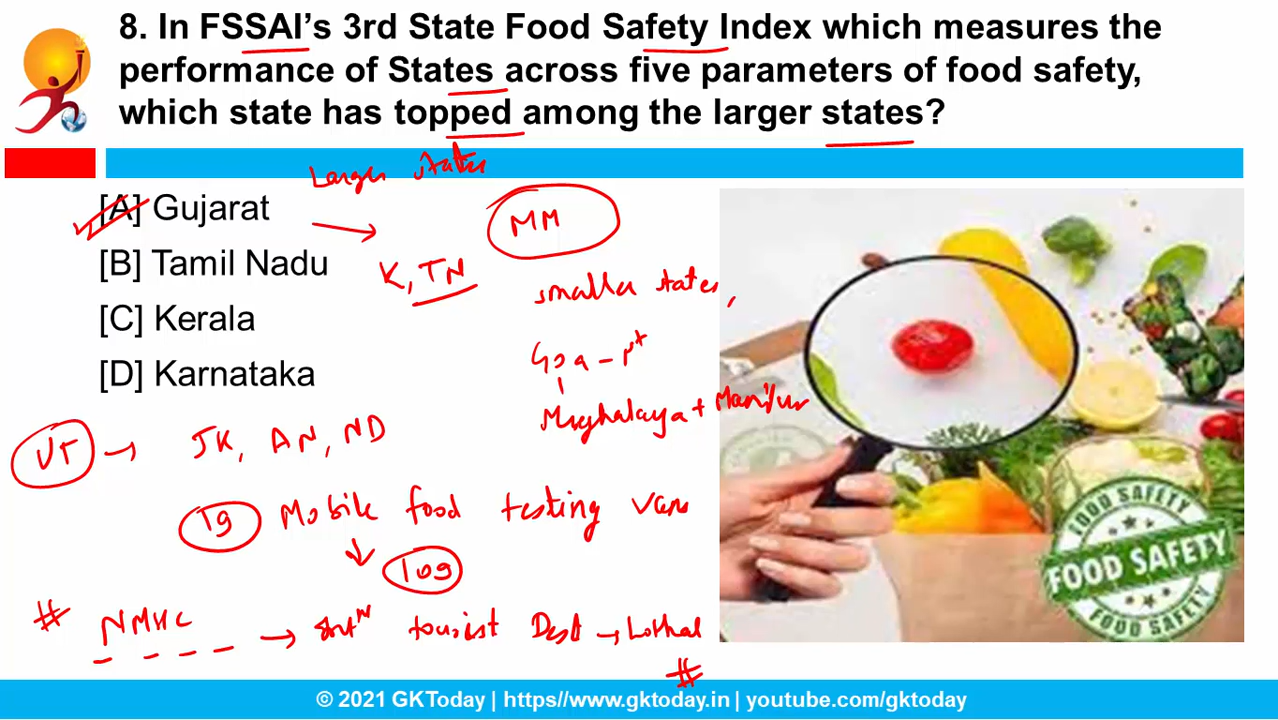 8. In FSSAI's 3rd State Food Safety Index which measures the
performance of States across five parameters of food safety,
which state has topped among the larger states?
Larger states
[A] Gujarat
MM
[B] Tamil Nadu
K, TN
smaller states,
[C] Kerala
Goa - 1st
[D] Karnataka
Meghalaya + Manipur
UT → JK, AN, ND
19 Mobile food testing vans
109
FOOD SAFETY
FOOD SAFETY
FOOD SAFETY
# NMHC → tourist Dest → Lothal
#
© 2021 GKToday | https//www.gktoday.in | youtube.com/gktoday